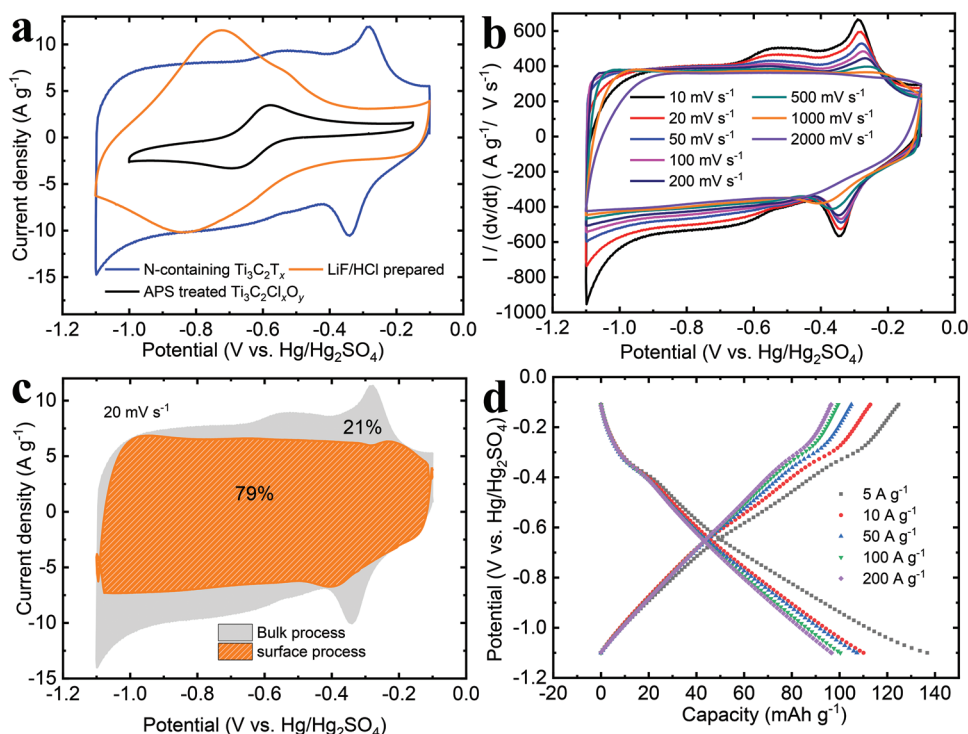 a
Current density (A g⁻¹)
10
5
0
-5
-10
-15
-1.2 -1.0 -0.8 -0.6 -0.4 -0.2 0.0
Potential (V vs. Hg/Hg₂SO₄)
N-containing Ti₃C₂Tₓ
LiF/HCl prepared
APS treated Ti₃C₂ClₓOᵧ
b
I / (dv/dt) ( A g⁻¹/ V s⁻¹)
800
600
400
200
0
-200
-400
-600
-800
-1000
-1.2 -1.0 -0.8 -0.6 -0.4 -0.2 0.0
Potential (V vs. Hg/Hg₂SO₄)
10 mV s⁻¹
500 mV s⁻¹
20 mV s⁻¹
1000 mV s⁻¹
50 mV s⁻¹
2000 mV s⁻¹
100 mV s⁻¹
200 mV s⁻¹
c
Current density (A g⁻¹)
10
5
0
-5
-10
-15
20 mV s⁻¹
21%
79%
Bulk process
surface process
-1.2 -1.0 -0.8 -0.6 -0.4 -0.2 0.0
Potential (V vs. Hg/Hg₂SO₄)
d
Potential (V vs. Hg/Hg₂SO₄)
0.0
-0.2
-0.4
-0.6
-0.8
-1.0
-1.2
5 A g⁻¹
10 A g⁻¹
50 A g⁻¹
100 A g⁻¹
200 A g⁻¹
0 20 40 60 80 100 120 140
Capacity (mAh g⁻¹)